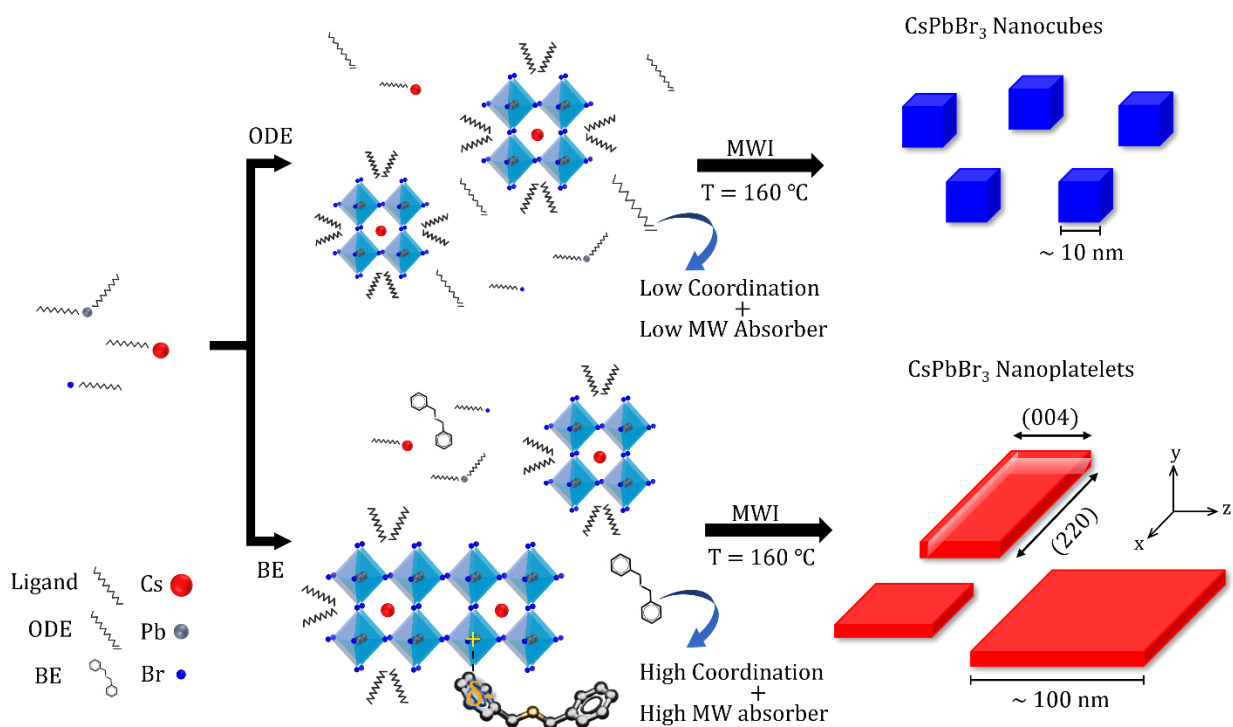 CsPbBr₃ Nanocubes
ODE
MWI
T = 160 °C
~ 10 nm
Low Coordination
+
Low MW Absorber
CsPbBr₃ Nanoplatelets
(004)
y
z
x
(220)
MWI
T = 160 °C
BE
Ligand
Cs
ODE
Pb
BE
Br
+
δ-
High Coordination
+
High MW absorber
~ 100 nm